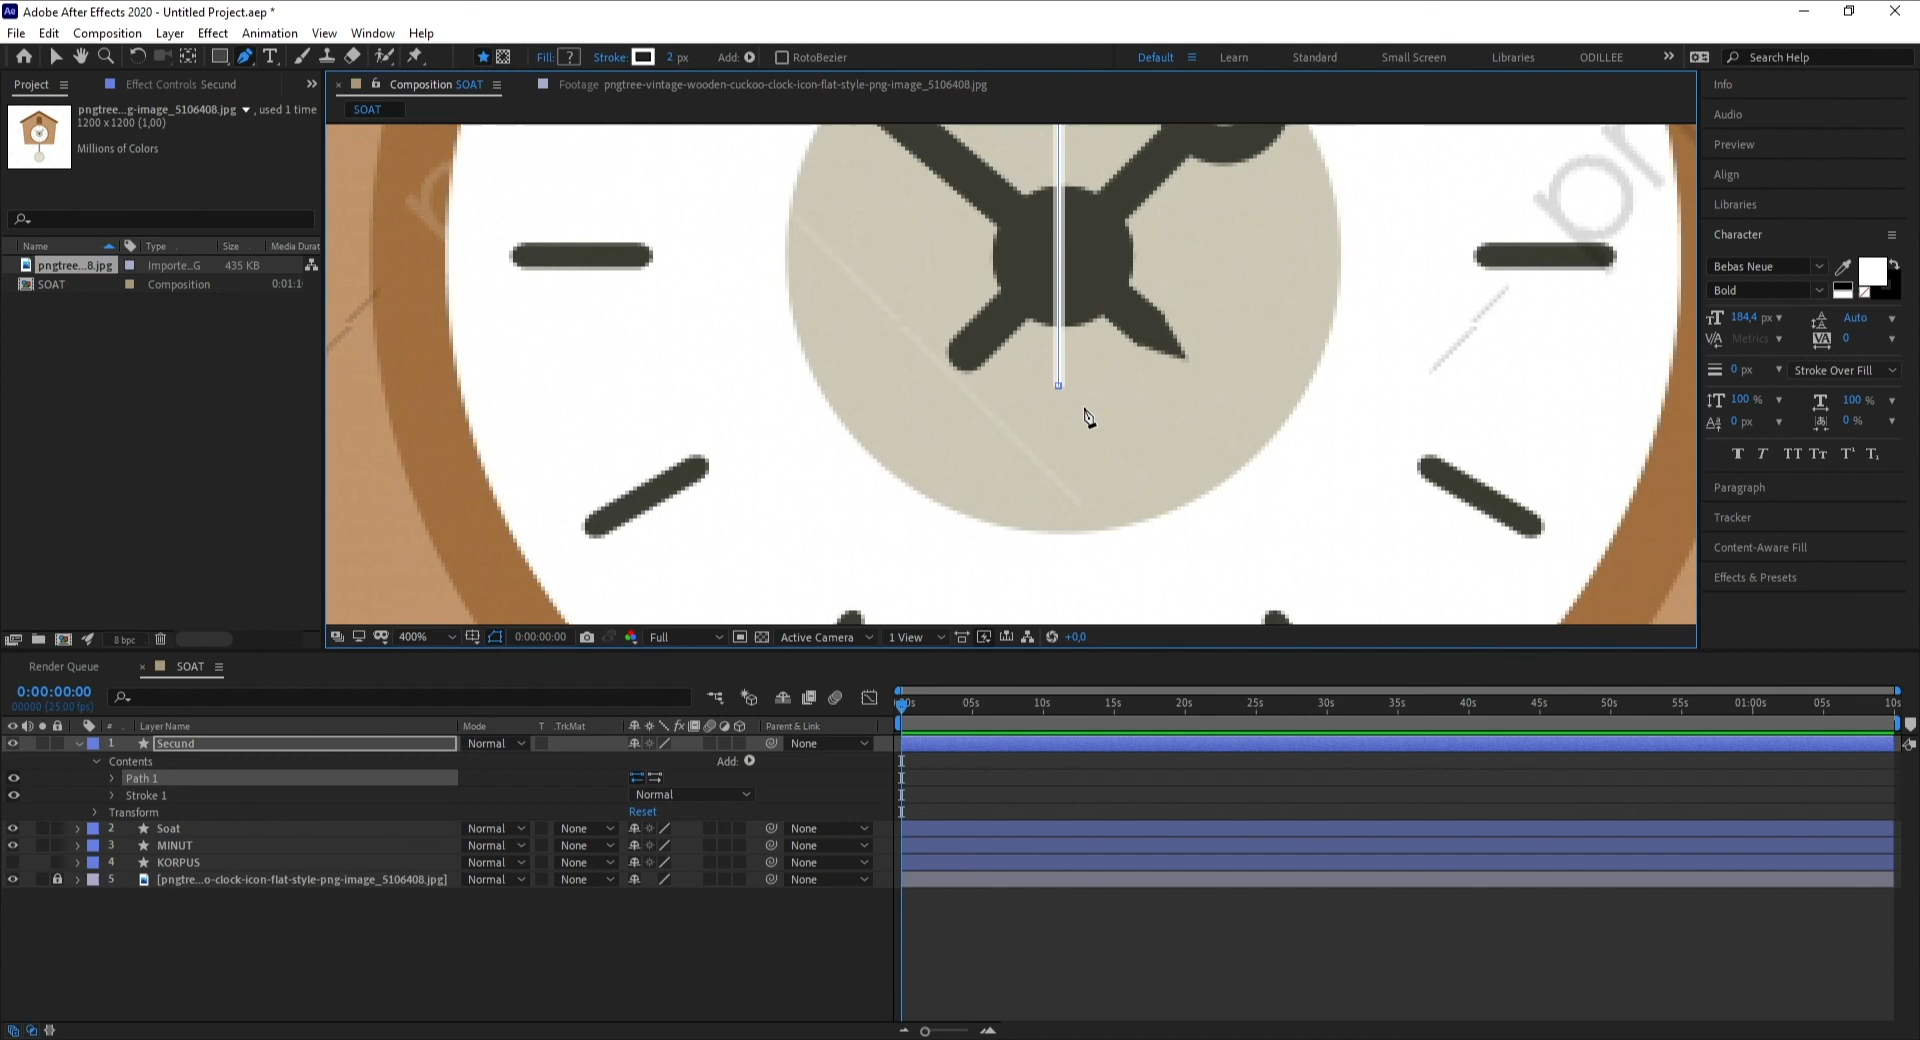 Ae Adobe After Effects 2020 - Untitled Project.aep *
File Edit Composition Layer Effect Animation View Window Help
Fill: ? Stroke: 2 px Add: RotoBezier Default Learn Standard Small Screen Libraries ODILLEE Search Help
Project Effect Controls Secund
Composition SOAT Footage pngtree-vintage-wooden-cuckoo-clock-icon-flat-style-png-image_5106408.jpg
SOAT
pngtree...g-image_5106408.jpg , used 1 time
1200 x 1200 (1,00)
Millions of Colors
Name Type Size Media Durat
pngtree...8.jpg Importe...G 435 KB
SOAT Composition 0:01:1
8 bpc
400% 0:00:00:00 Full Active Camera 1 View +0,0
Info
Audio
Preview
Align
Libraries
Character
Bebas Neue
Bold
184,4 px Auto
Metrics 0
0 px Stroke Over Fill
100 % 100 %
0 px 0 %
T T TT Tт T¹ T₁
Paragraph
Tracker
Content-Aware Fill
Effects & Presets
Render Queue SOAT
0:00:00:00
00000 (25.00 fps)
05s 10s 15s 20s 25s 30s 35s 40s 45s 50s 55s 01:00s 05s 10s
# Layer Name Mode T .TrkMat fx Parent & Link
1 Secund Normal None
Contents Add:
Path 1
Stroke 1 Normal
Transform Reset
2 Soat Normal None None
3 MINUT Normal None None
4 KORPUS Normal None None
5 [pngtre...o-clock-icon-flat-style-png-image_5106408.jpg] Normal None None